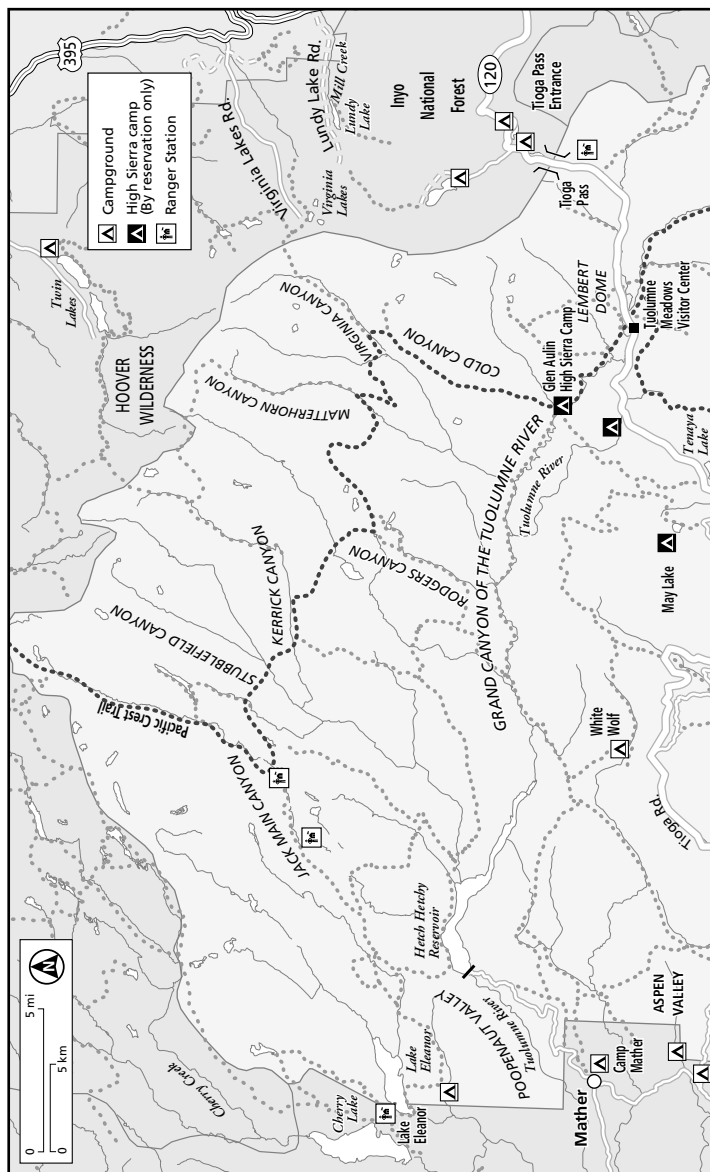 0
5 mi
0
5 km
N
395
Campground
High Sierra camp
(By reservation only)
Ranger Station
Twin
Lakes
HOOVER
WILDERNESS
Virginia Lakes Rd.
Virginia
Lakes
Lundy Lake Rd.
Mill Creek
Lundy
Lake
Inyo
National
Forest
120
Tioga Pass
Entrance
Tioga
Pass
Cherry Creek
Cherry
Lake
Lake
Eleanor
Lake
Eleanor
Pacific Crest Trail
JACK MAIN CANYON
STUBBLEFIELD CANYON
KERRICK CANYON
MATTERHORN CANYON
VIRGINIA CANYON
COLD CANYON
RODGERS CANYON
GRAND CANYON OF THE TUOLUMNE RIVER
Tuolumne River
Glen Aulin
High Sierra Camp
LEMBERT
DOME
Tuolumne
Meadows
Visitor Center
Tenaya
Lake
May Lake
White
Wolf
Tioga Rd.
Hetch Hetchy
Reservoir
POOPENAUT VALLEY
Tuolumne River
Mather
Camp
Mather
ASPEN
VALLEY